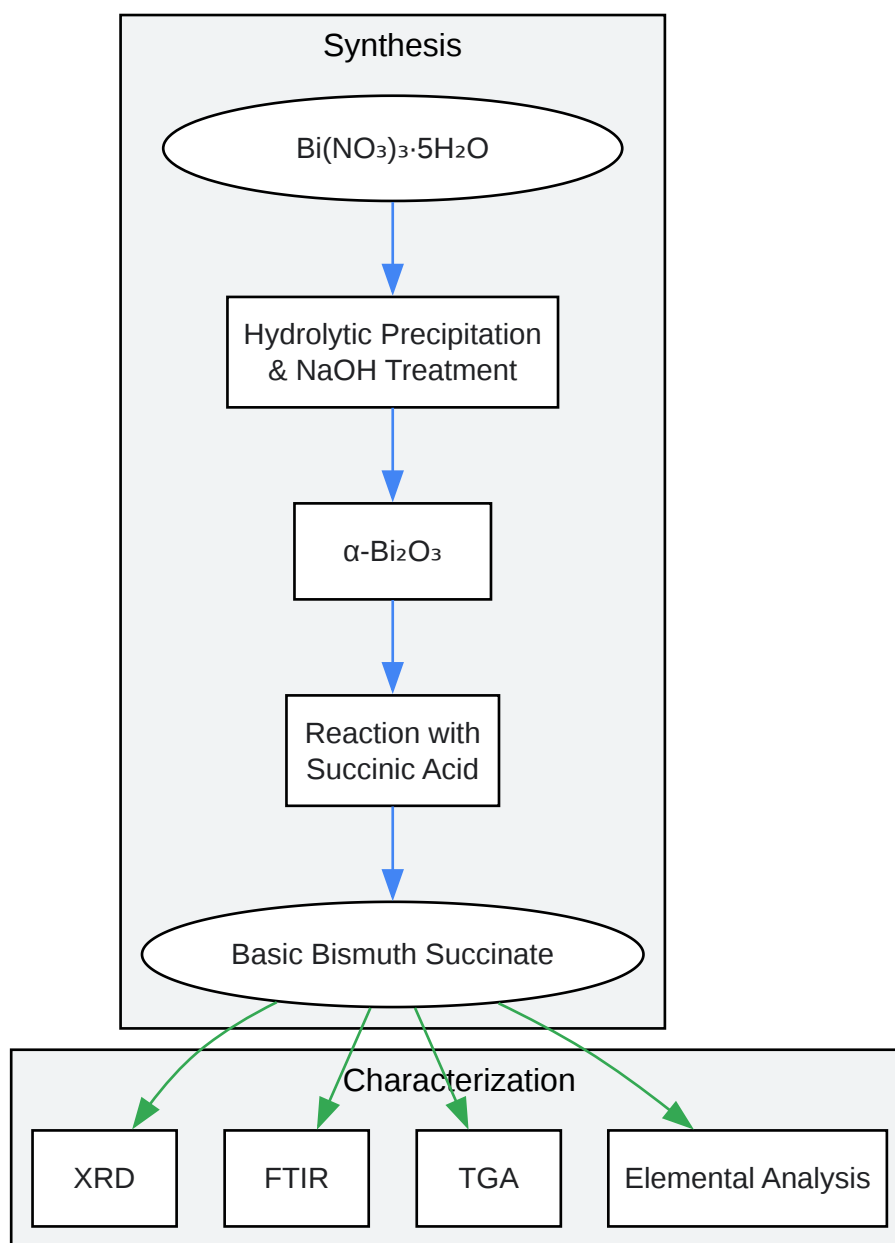 Synthesis
Bi(NO₃)₃·5H₂O
Hydrolytic Precipitation
& NaOH Treatment
α-Bi₂O₃
Reaction with
Succinic Acid
Basic Bismuth Succinate
Characterization
XRD
FTIR
TGA
Elemental Analysis